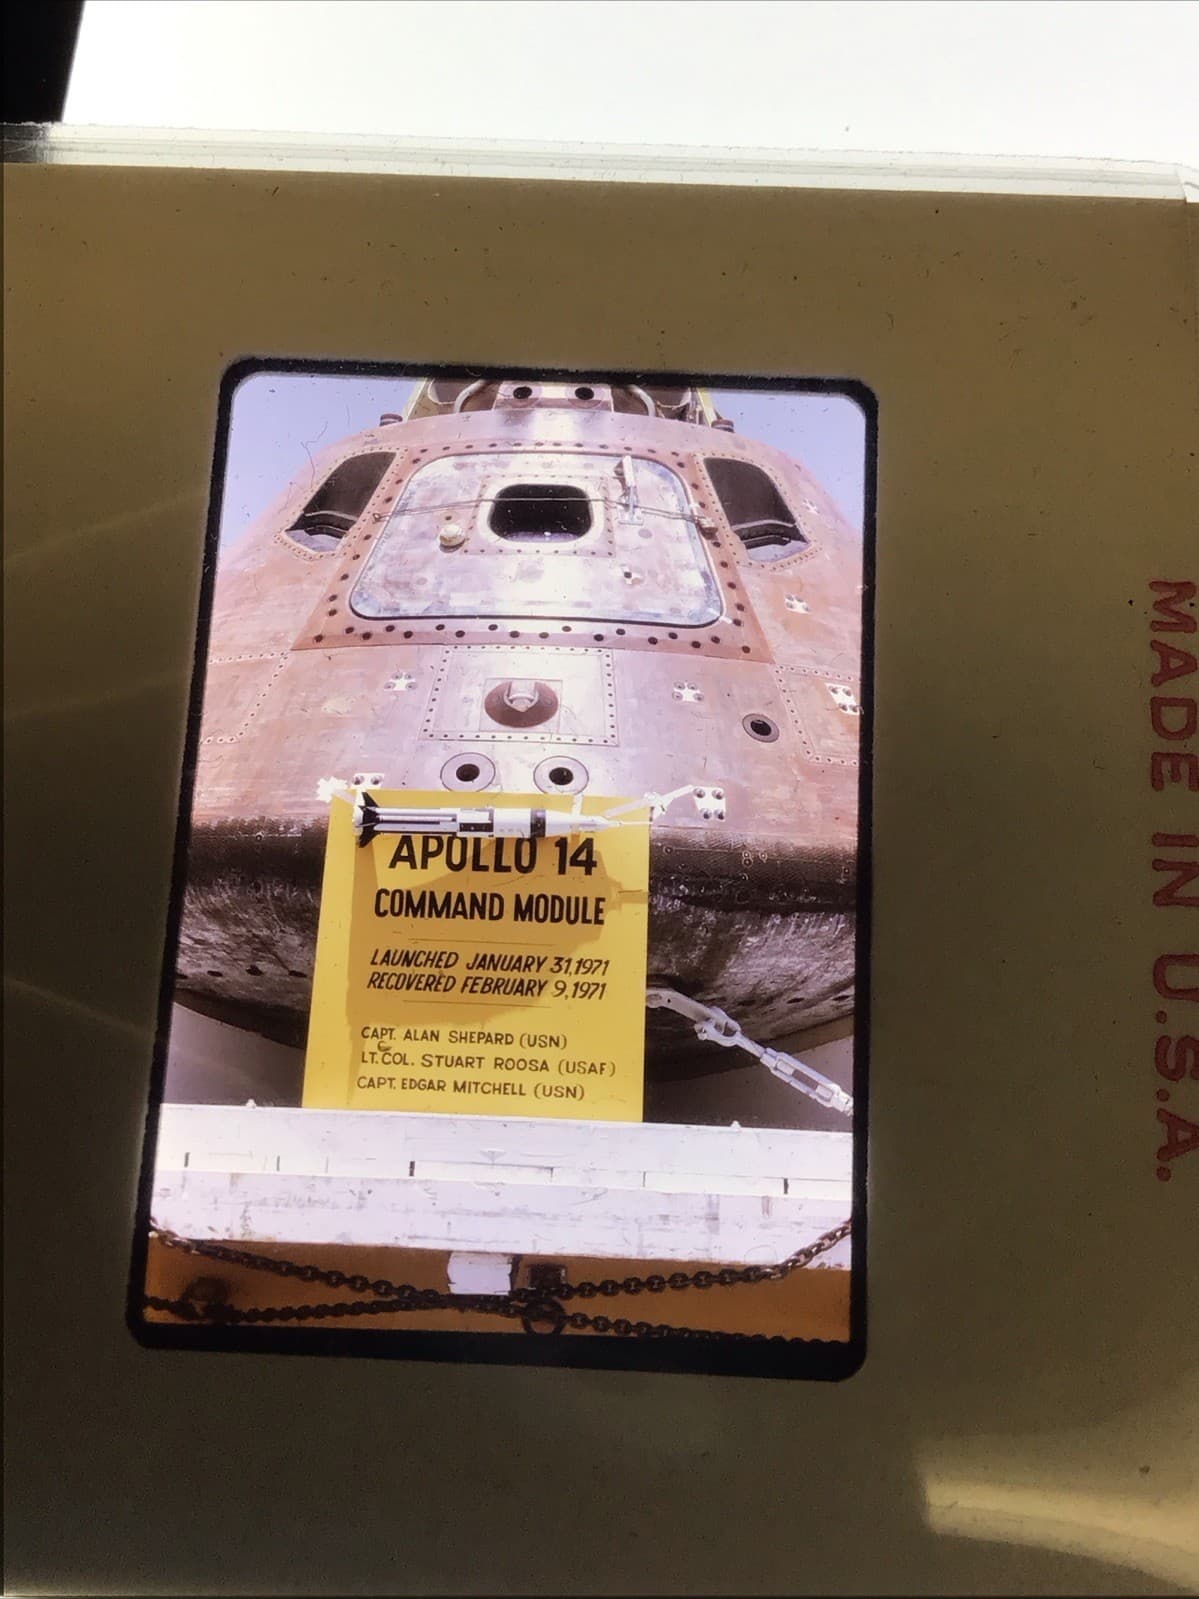 APOLLO 14
COMMAND MODULE
LAUNCHED JANUARY 31,1971
RECOVERED FEBRUARY 9,1971
CAPT. ALAN SHEPARD (USN)
LT.COL. STUART ROOSA (USAF)
CAPT. EDGAR MITCHELL (USN)
MADE IN U.S.A.